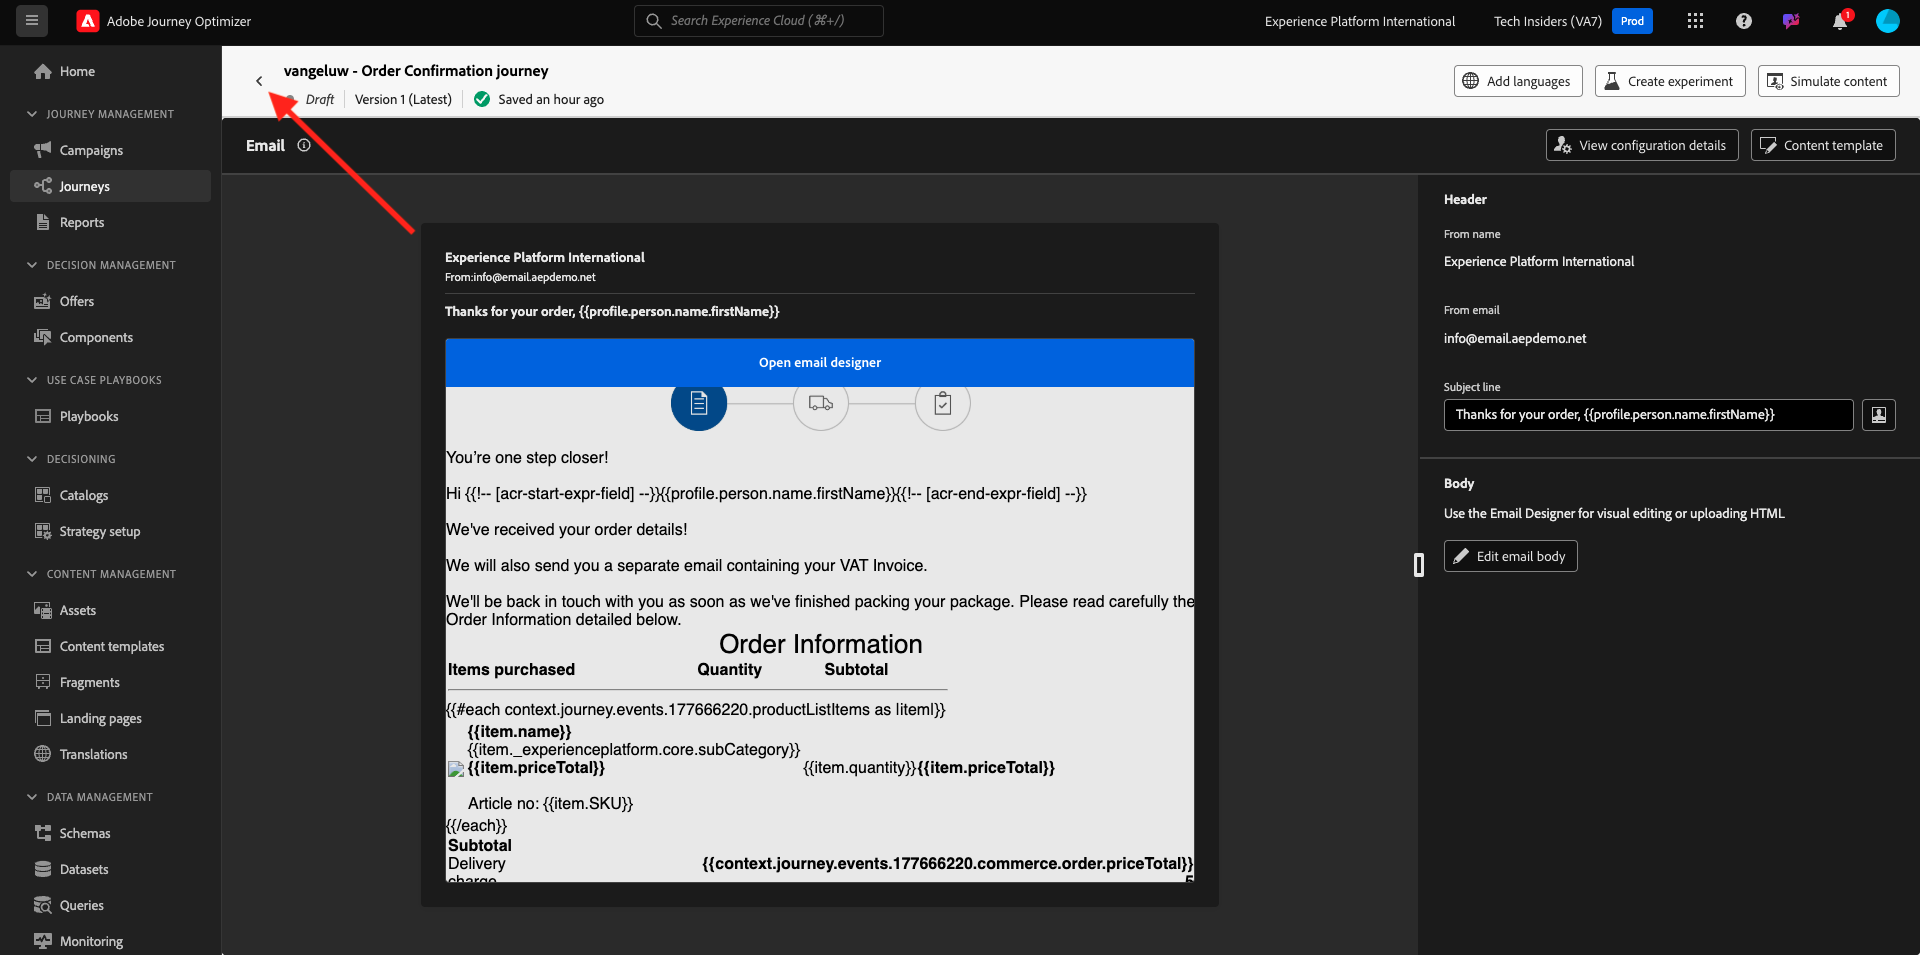 Adobe Journey Optimizer
Search Experience Cloud (⌘+/)
Experience Platform International
Tech Insiders (VA7)
Prod
1
Home
JOURNEY MANAGEMENT
Campaigns
Journeys
Reports
DECISION MANAGEMENT
Offers
Components
USE CASE PLAYBOOKS
Playbooks
DECISIONING
Catalogs
Strategy setup
CONTENT MANAGEMENT
Assets
Content templates
Fragments
Landing pages
Translations
DATA MANAGEMENT
Schemas
Datasets
Queries
Monitoring
vangeluw - Order Confirmation journey
Draft
Version 1 (Latest)
Saved an hour ago
Add languages
Create experiment
Simulate content
Email
View configuration details
Content template
Experience Platform International
From:info@email.aepdemo.net
Thanks for your order, {{profile.person.name.firstName}}
Open email designer
You're one step closer!
Hi {{!-- [acr-start-expr-field] --}}{{profile.person.name.firstName}}{{!-- [acr-end-expr-field] --}}
We've received your order details!
We will also send you a separate email containing your VAT Invoice.
We'll be back in touch with you as soon as we've finished packing your package. Please read carefully the
Order Information detailed below.
Order Information
Items purchased Quantity Subtotal
{{#each context.journey.events.177666220.productListItems as |item|}}
{{item.name}}
{{item._experienceplatform.core.subCategory}}
{{item.priceTotal}} {{item.quantity}}{{item.priceTotal}}
Article no: {{item.SKU}}
{{/each}}
Subtotal
Delivery {{context.journey.events.177666220.commerce.order.priceTotal}}
charge 5
Header
From name
Experience Platform International
From email
info@email.aepdemo.net
Subject line
Thanks for your order, {{profile.person.name.firstName}}
Body
Use the Email Designer for visual editing or uploading HTML
Edit email body